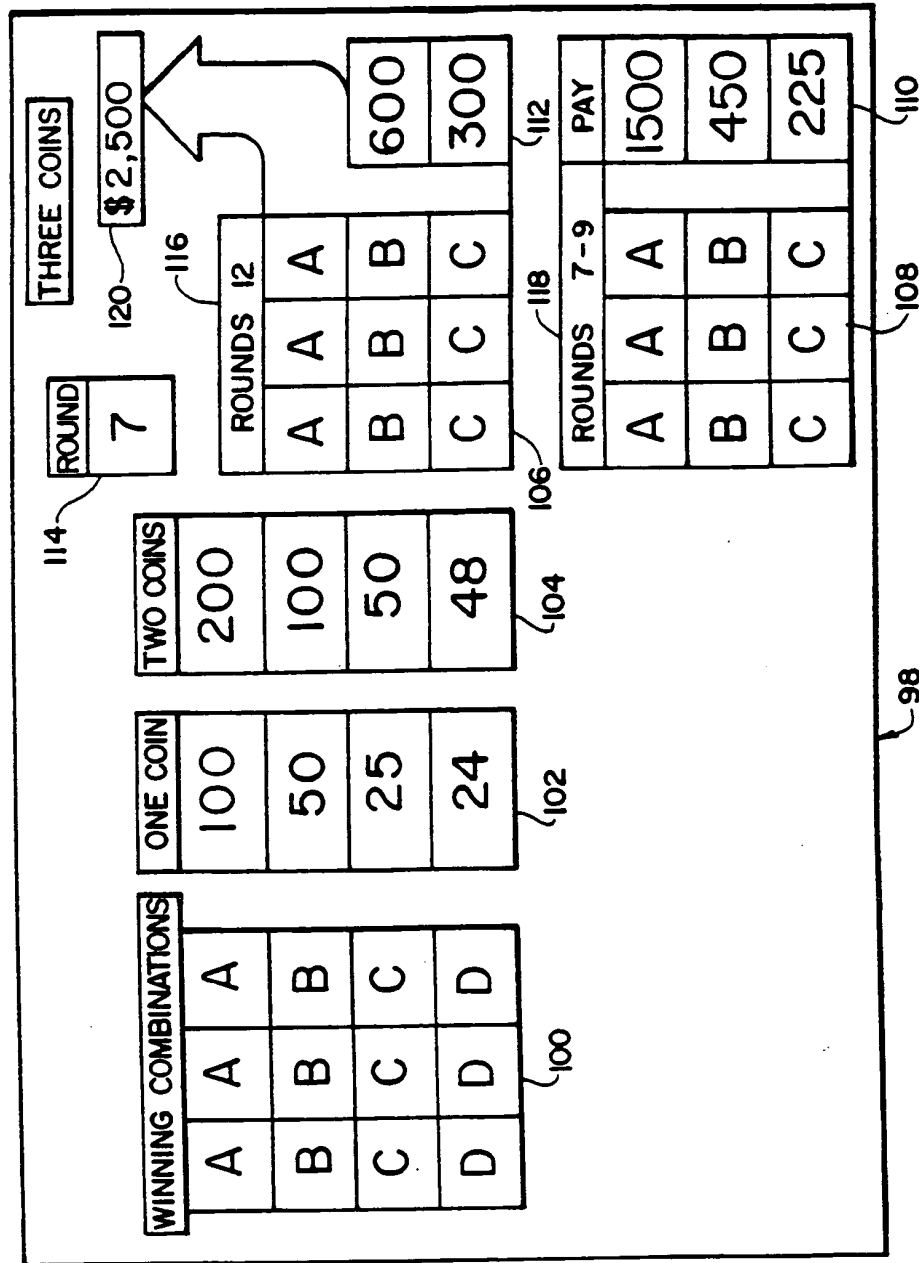 THREE COINS
ROUND
7
114
120
$2,500
116
WINNING COMBINATIONS
A A A
B B B
C C C
D D D
100
ONE COIN
100
50
25
24
102
TWO COINS
200
100
50
48
104
ROUNDS 12
A A A
B B B 600
C C C 300
106
112
118
ROUNDS 7-9 PAY
A A A 1500
B B B 450
C C C 225
108
110
98